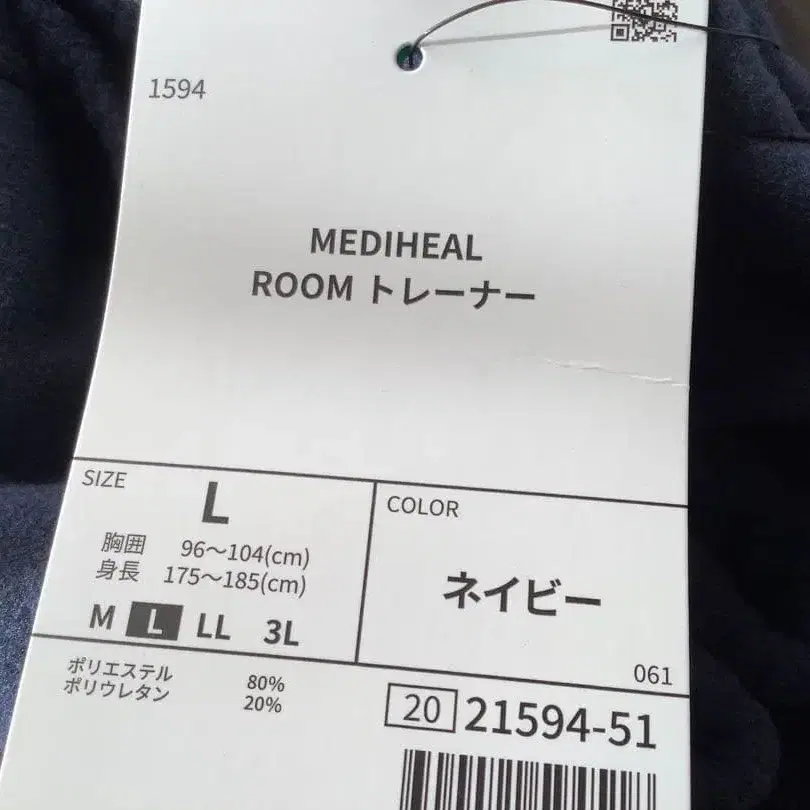 1594
MEDIHEAL
ROOM トレーナー
SIZE
L
胸囲 96～104(cm)
身長 175～185(cm)
M L LL 3L
COLOR
ネイビー
061
ポリエステル 80%
ポリウレタン 20%
20 21594-51